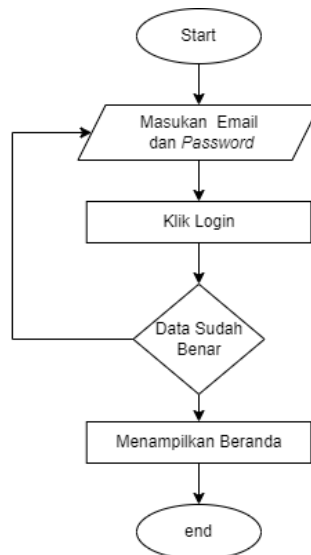 Start
Masukan Email
dan Password
Klik Login
Data Sudah
Benar
Menampilkan Beranda
end